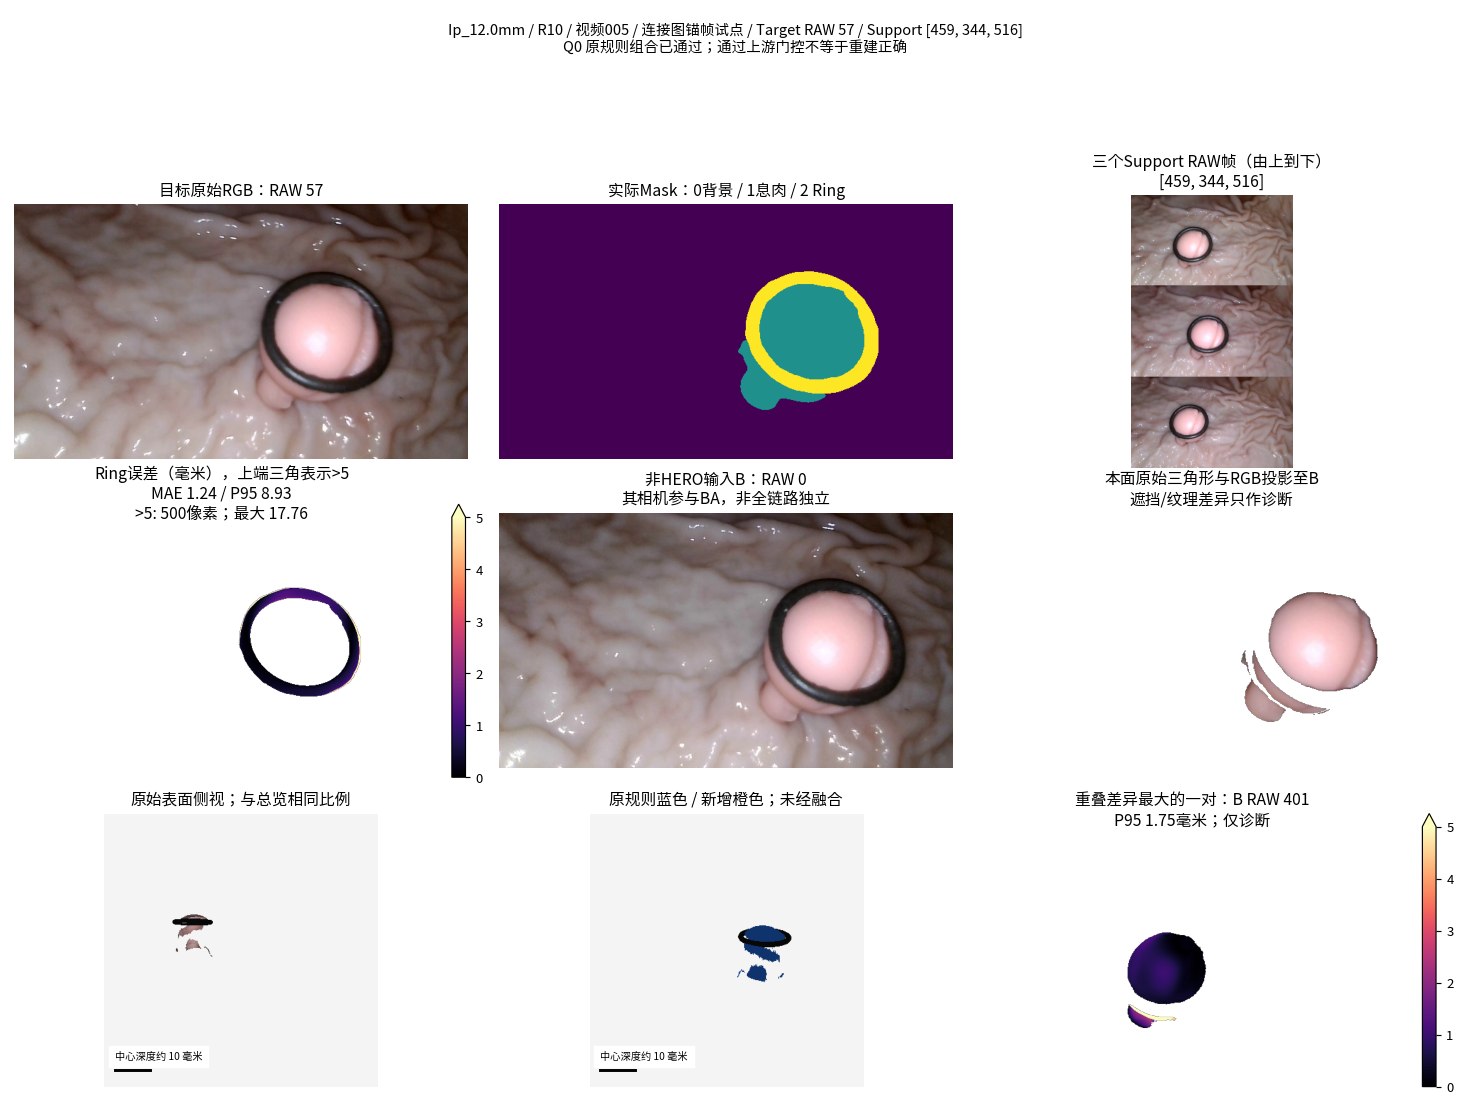 Ip_12.0mm / R10 / 视频005 / 连接图锚帧试点 / Target RAW 57 / Support [459, 344, 516]
Q0 原规则组合已通过；通过上游门控不等于重建正确
目标原始RGB：RAW 57
实际Mask：0背景 / 1息肉 / 2 Ring
三个Support RAW帧（由上到下）
[459, 344, 516]
Ring误差（毫米），上端三角表示>5
MAE 1.24 / P95 8.93
>5: 500像素；最大 17.76
5
4
3
2
1
0
非HERO输入B：RAW 0
其相机参与BA，非全链路独立
本面原始三角形与RGB投影至B
遮挡/纹理差异只作诊断
原始表面侧视；与总览相同比例
中心深度约 10 毫米
原规则蓝色 / 新增橙色；未经融合
中心深度约 10 毫米
重叠差异最大的一对：B RAW 401
P95 1.75毫米；仅诊断
5
4
3
2
1
0